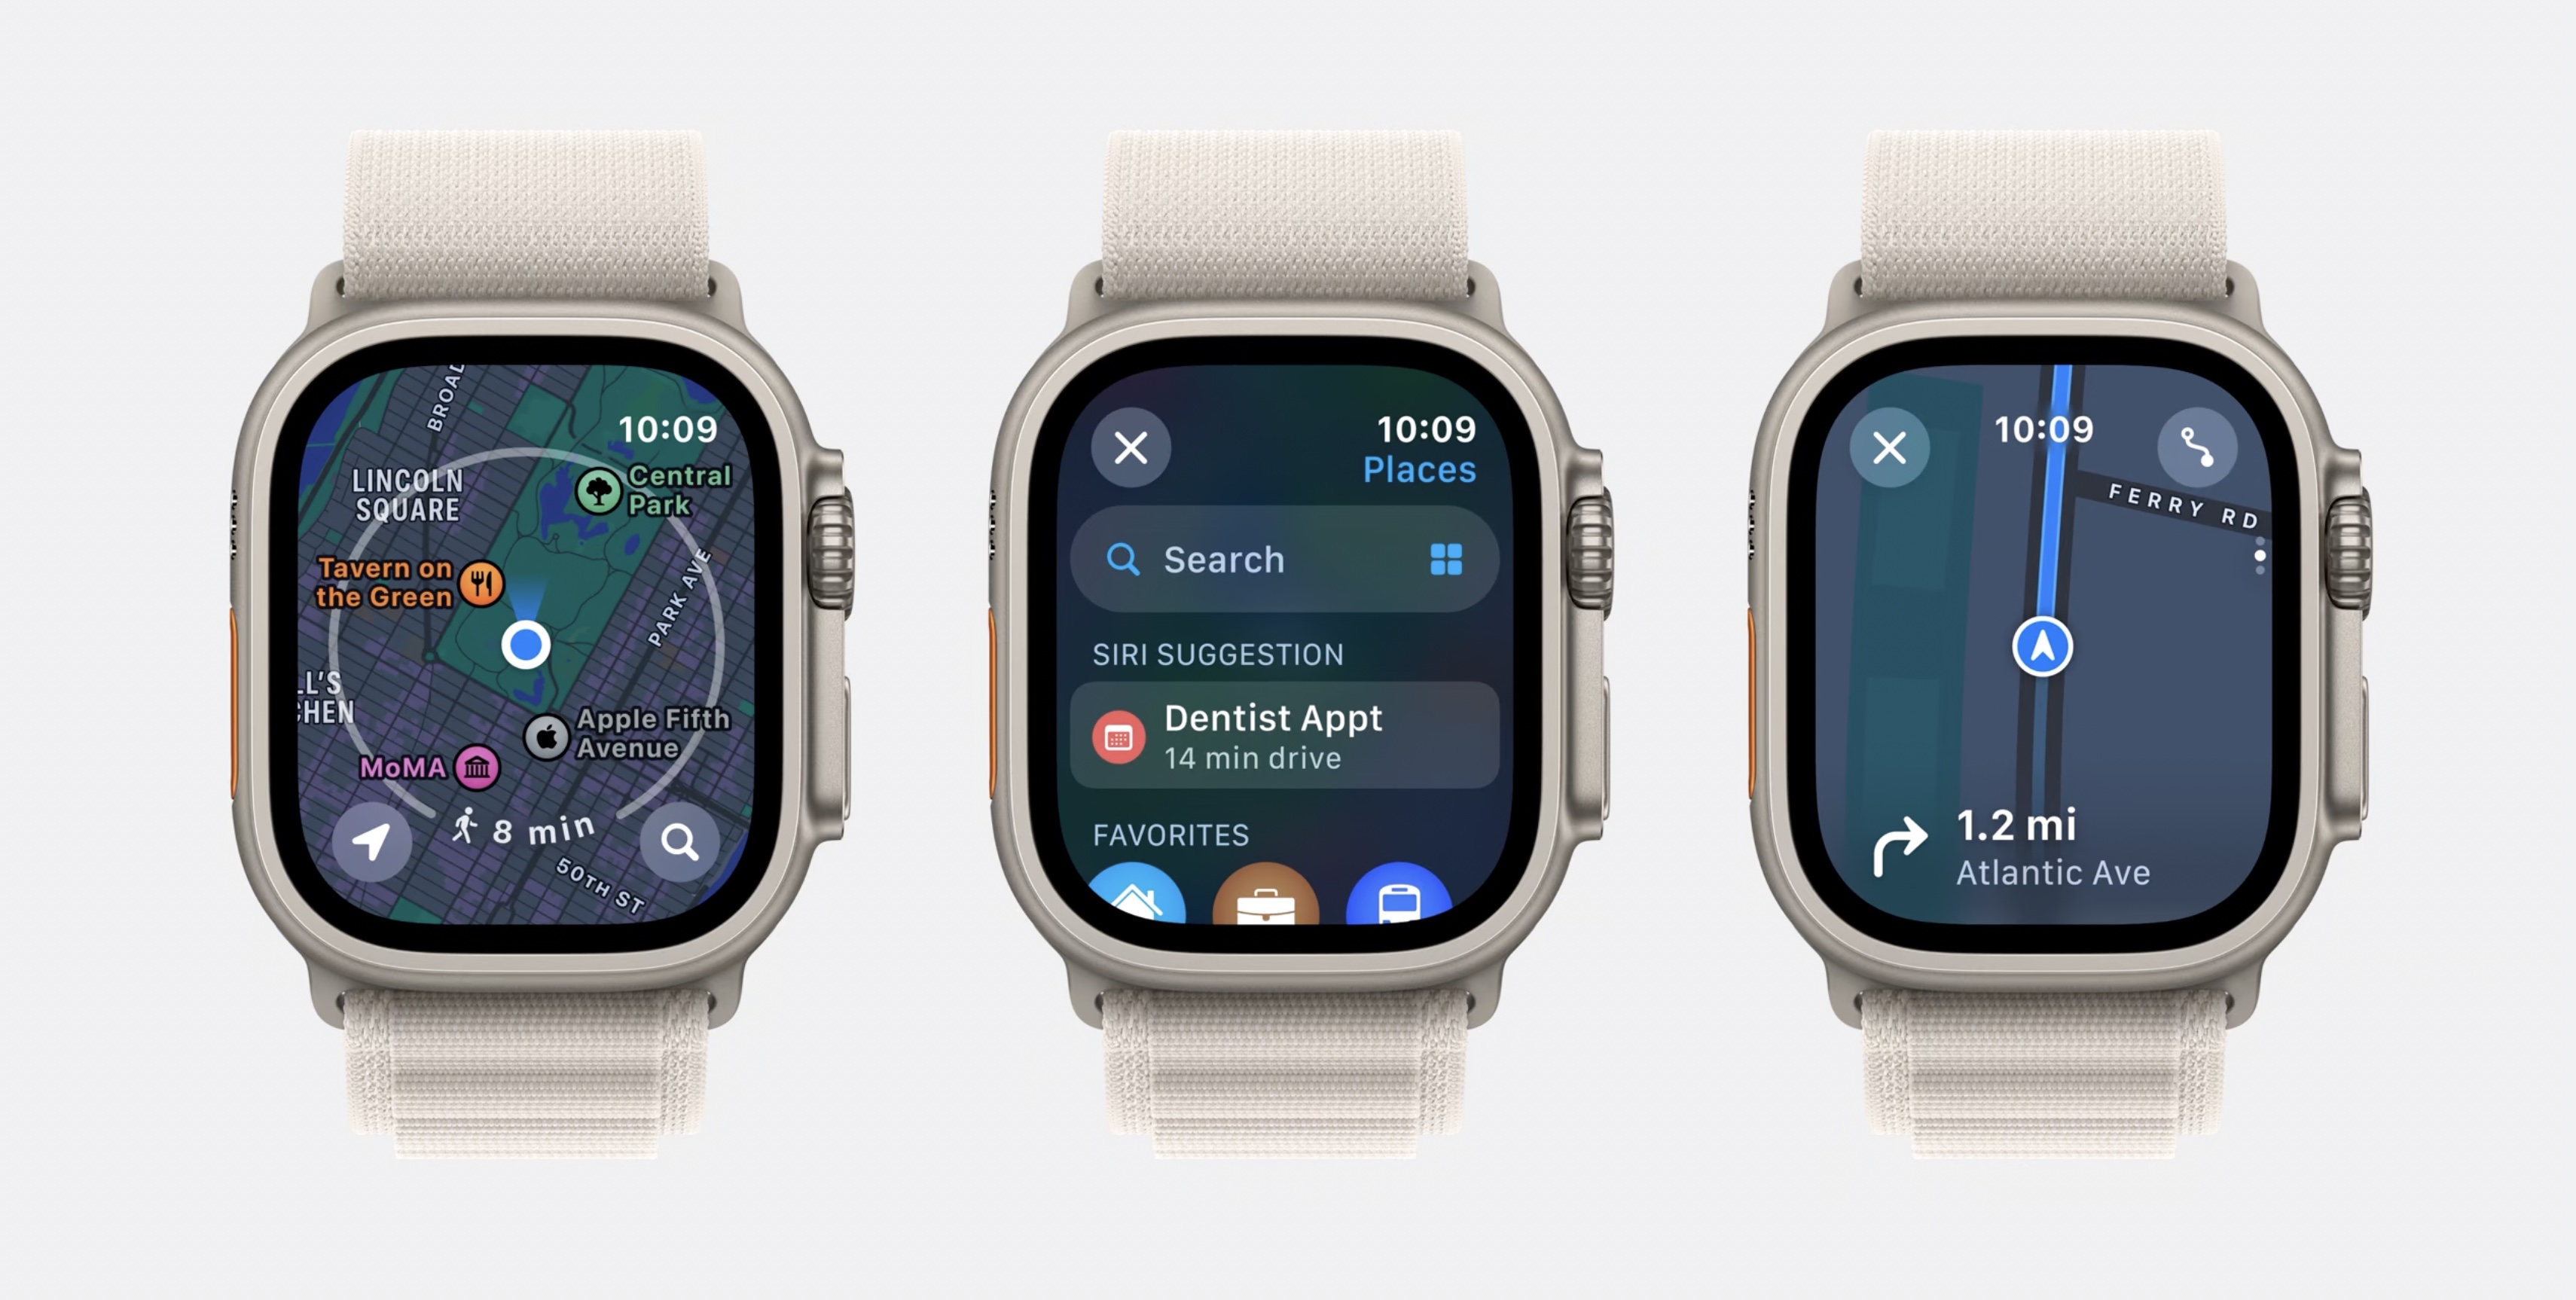 BROAD
10:09
LINCOLN
SQUARE
Central
Park
Tavern on
the Green
PARK AVE
LL'S
CHEN
Apple Fifth
Avenue
MoMA
8 min
50TH ST
10:09
Places
Search
SIRI SUGGESTION
Dentist Appt
14 min drive
FAVORITES
10:09
FERRY RD
1.2 mi
Atlantic Ave